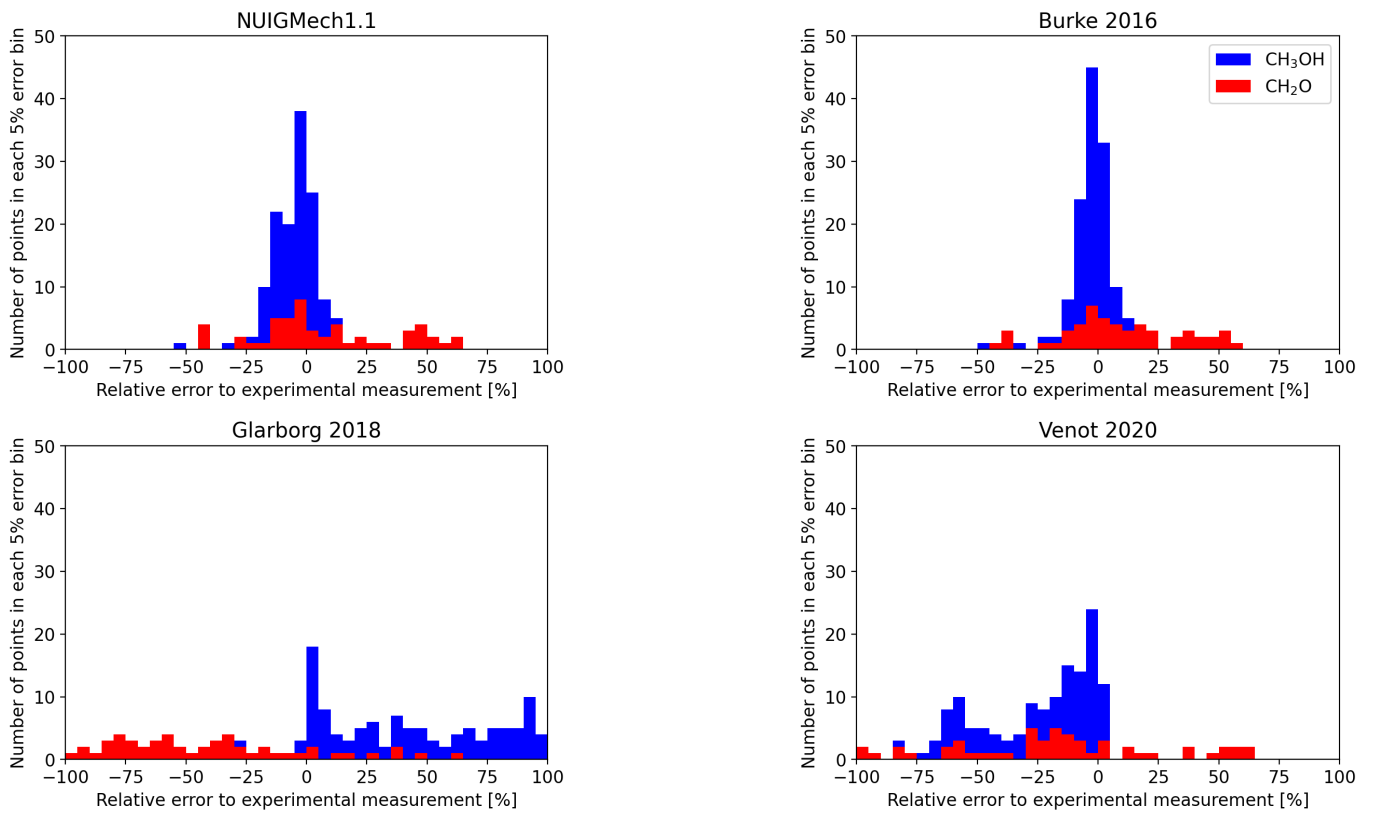 NUIGMech1.1
Number of points in each 5% error bin
50
40
30
20
10
0
−100 −75 −50 −25 0 25 50 75 100
Relative error to experimental measurement [%]
Burke 2016
Number of points in each 5% error bin
50
40
30
20
10
0
CH₃OH
CH₂O
−100 −75 −50 −25 0 25 50 75 100
Relative error to experimental measurement [%]
Glarborg 2018
Number of points in each 5% error bin
50
40
30
20
10
0
−100 −75 −50 −25 0 25 50 75 100
Relative error to experimental measurement [%]
Venot 2020
Number of points in each 5% error bin
50
40
30
20
10
0
−100 −75 −50 −25 0 25 50 75 100
Relative error to experimental measurement [%]